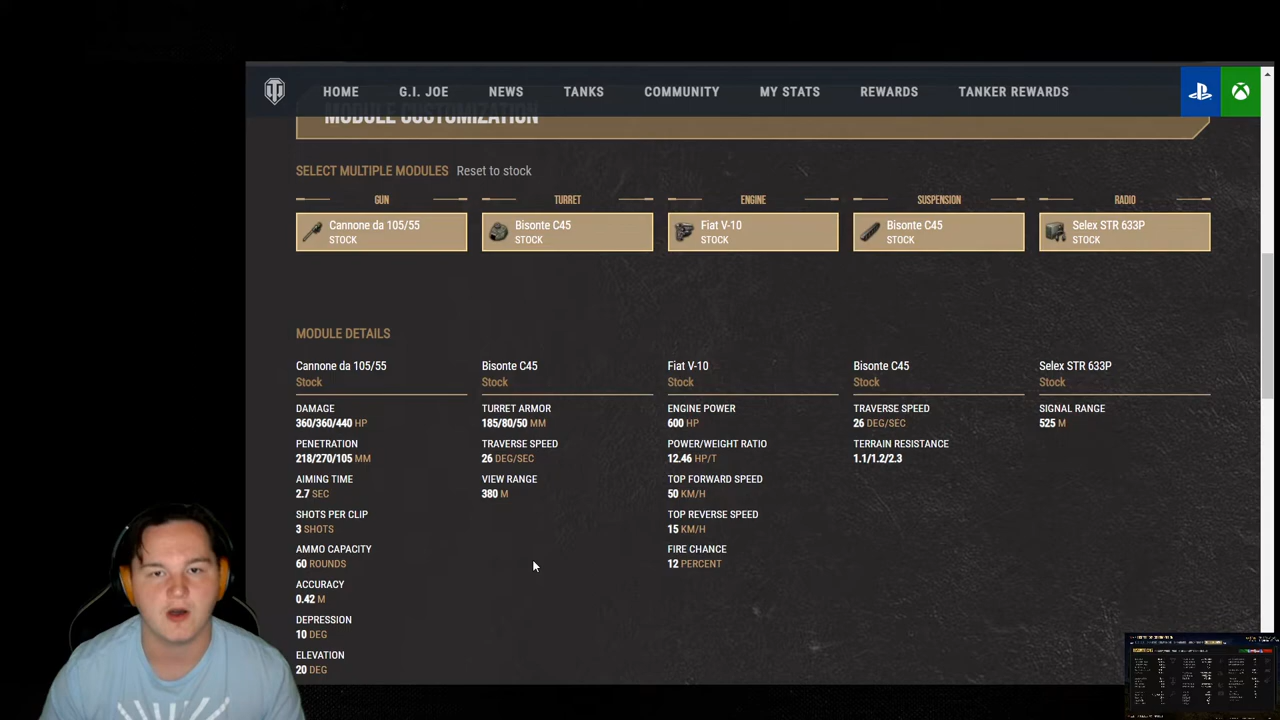 HOME G.I. JOE NEWS TANKS COMMUNITY MY STATS REWARDS TANKER REWARDS
MODULE CUSTOMIZATION
SELECT MULTIPLE MODULES Reset to stock
GUN TURRET ENGINE SUSPENSION RADIO
Cannone da 105/55 Bisonte C45 Fiat V-10 Bisonte C45 Selex STR 633P
STOCK STOCK STOCK STOCK STOCK
MODULE DETAILS
Cannone da 105/55 Bisonte C45 Fiat V-10 Bisonte C45 Selex STR 633P
Stock Stock Stock Stock Stock
DAMAGE TURRET ARMOR ENGINE POWER TRAVERSE SPEED SIGNAL RANGE
360/360/440 HP 185/80/50 MM 600 HP 26 DEG/SEC 525 M
PENETRATION TRAVERSE SPEED POWER/WEIGHT RATIO TERRAIN RESISTANCE
218/270/105 MM 26 DEG/SEC 12.46 HP/T 1.1/1.2/2.3
AIMING TIME VIEW RANGE TOP FORWARD SPEED
2.7 SEC 380 M 50 KM/H
SHOTS PER CLIP TOP REVERSE SPEED
3 SHOTS 15 KM/H
AMMO CAPACITY FIRE CHANCE
60 ROUNDS 12 PERCENT
ACCURACY
0.42 M
DEPRESSION
10 DEG
ELEVATION
20 DEG